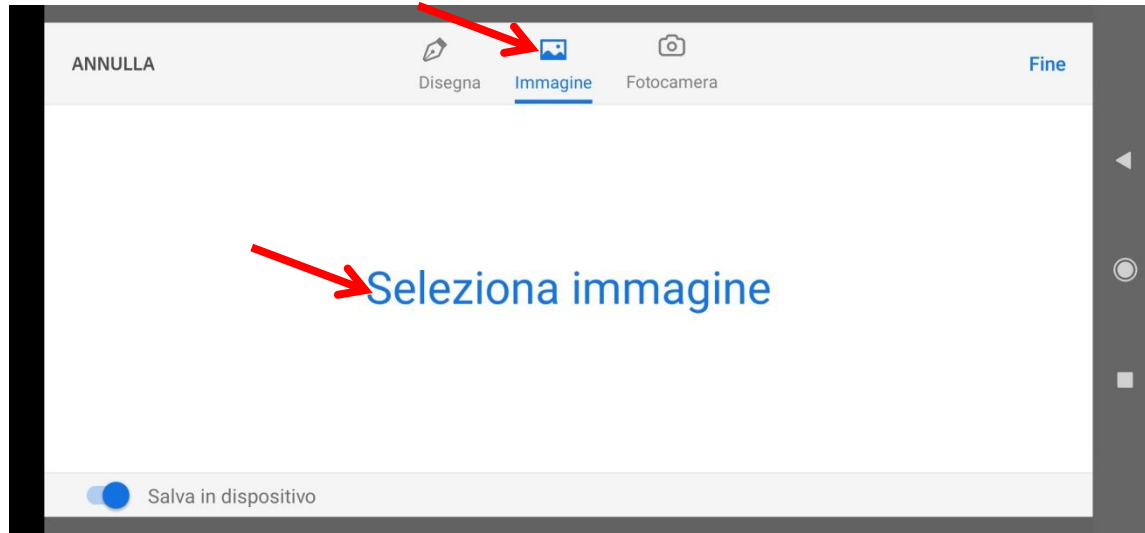 ANNULLA
Disegna
Immagine
Fotocamera
Fine
Seleziona immagine
Salva in dispositivo